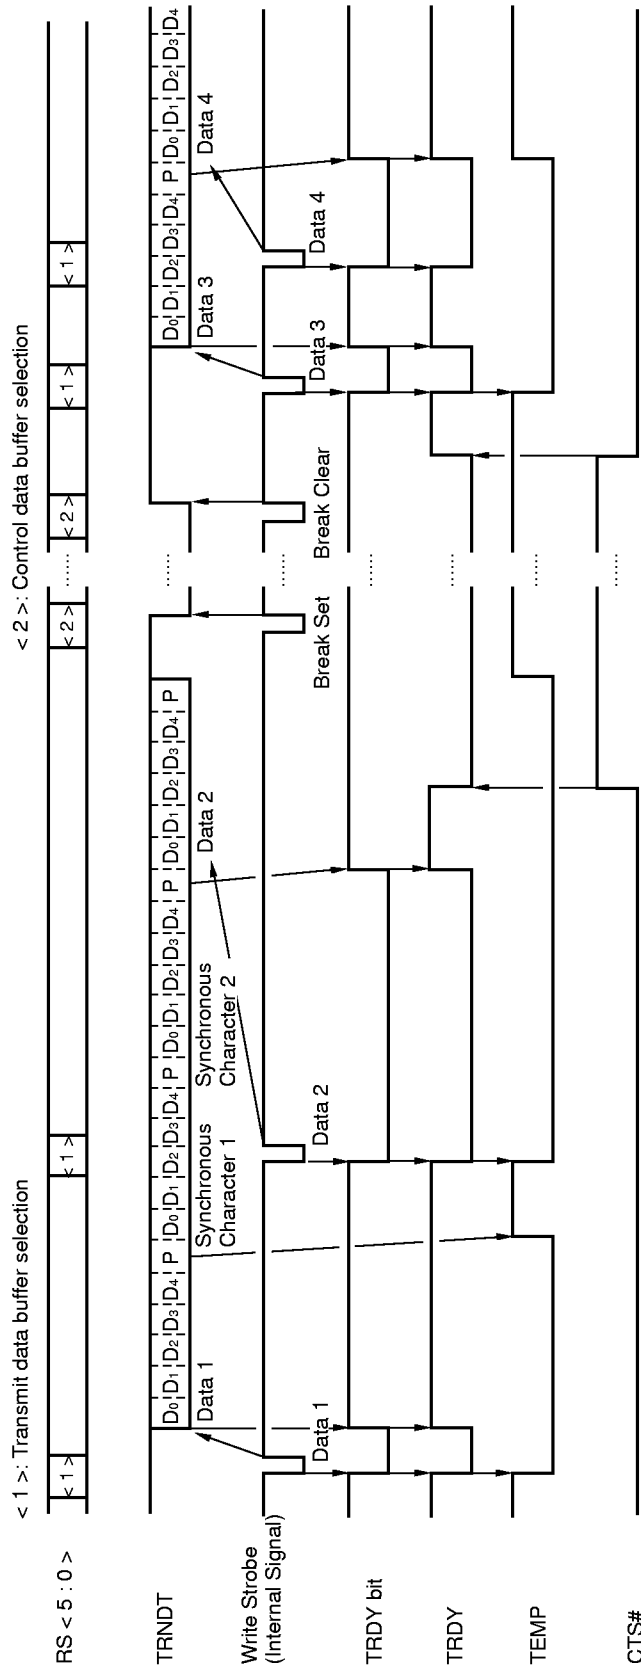 < 1 >: Transmit data buffer selection
< 2 >: Control data buffer selection
RS < 5 : 0 >
< 1 >
< 1 >
< 2 >
......
< 2 >
< 1 >
< 1 >
TRNDT
D0 D1 D2 D3 D4 P D0 D1 D2 D3 D4 P D0 D1 D2 D3 D4 P D0 D1 D2 D3 D4 P
......
D0 D1 D2 D3 D4 P D0 D1 D2 D3 D4
Data 1
Synchronous
Character 1
Synchronous
Character 2
Data 2
Data 3
Data 4
Write Strobe
(Internal Signal)
......
Data 1
Data 2
Break Set
Break Clear
Data 3
Data 4
TRDY bit
......
TRDY
......
TEMP
......
CTS#
......